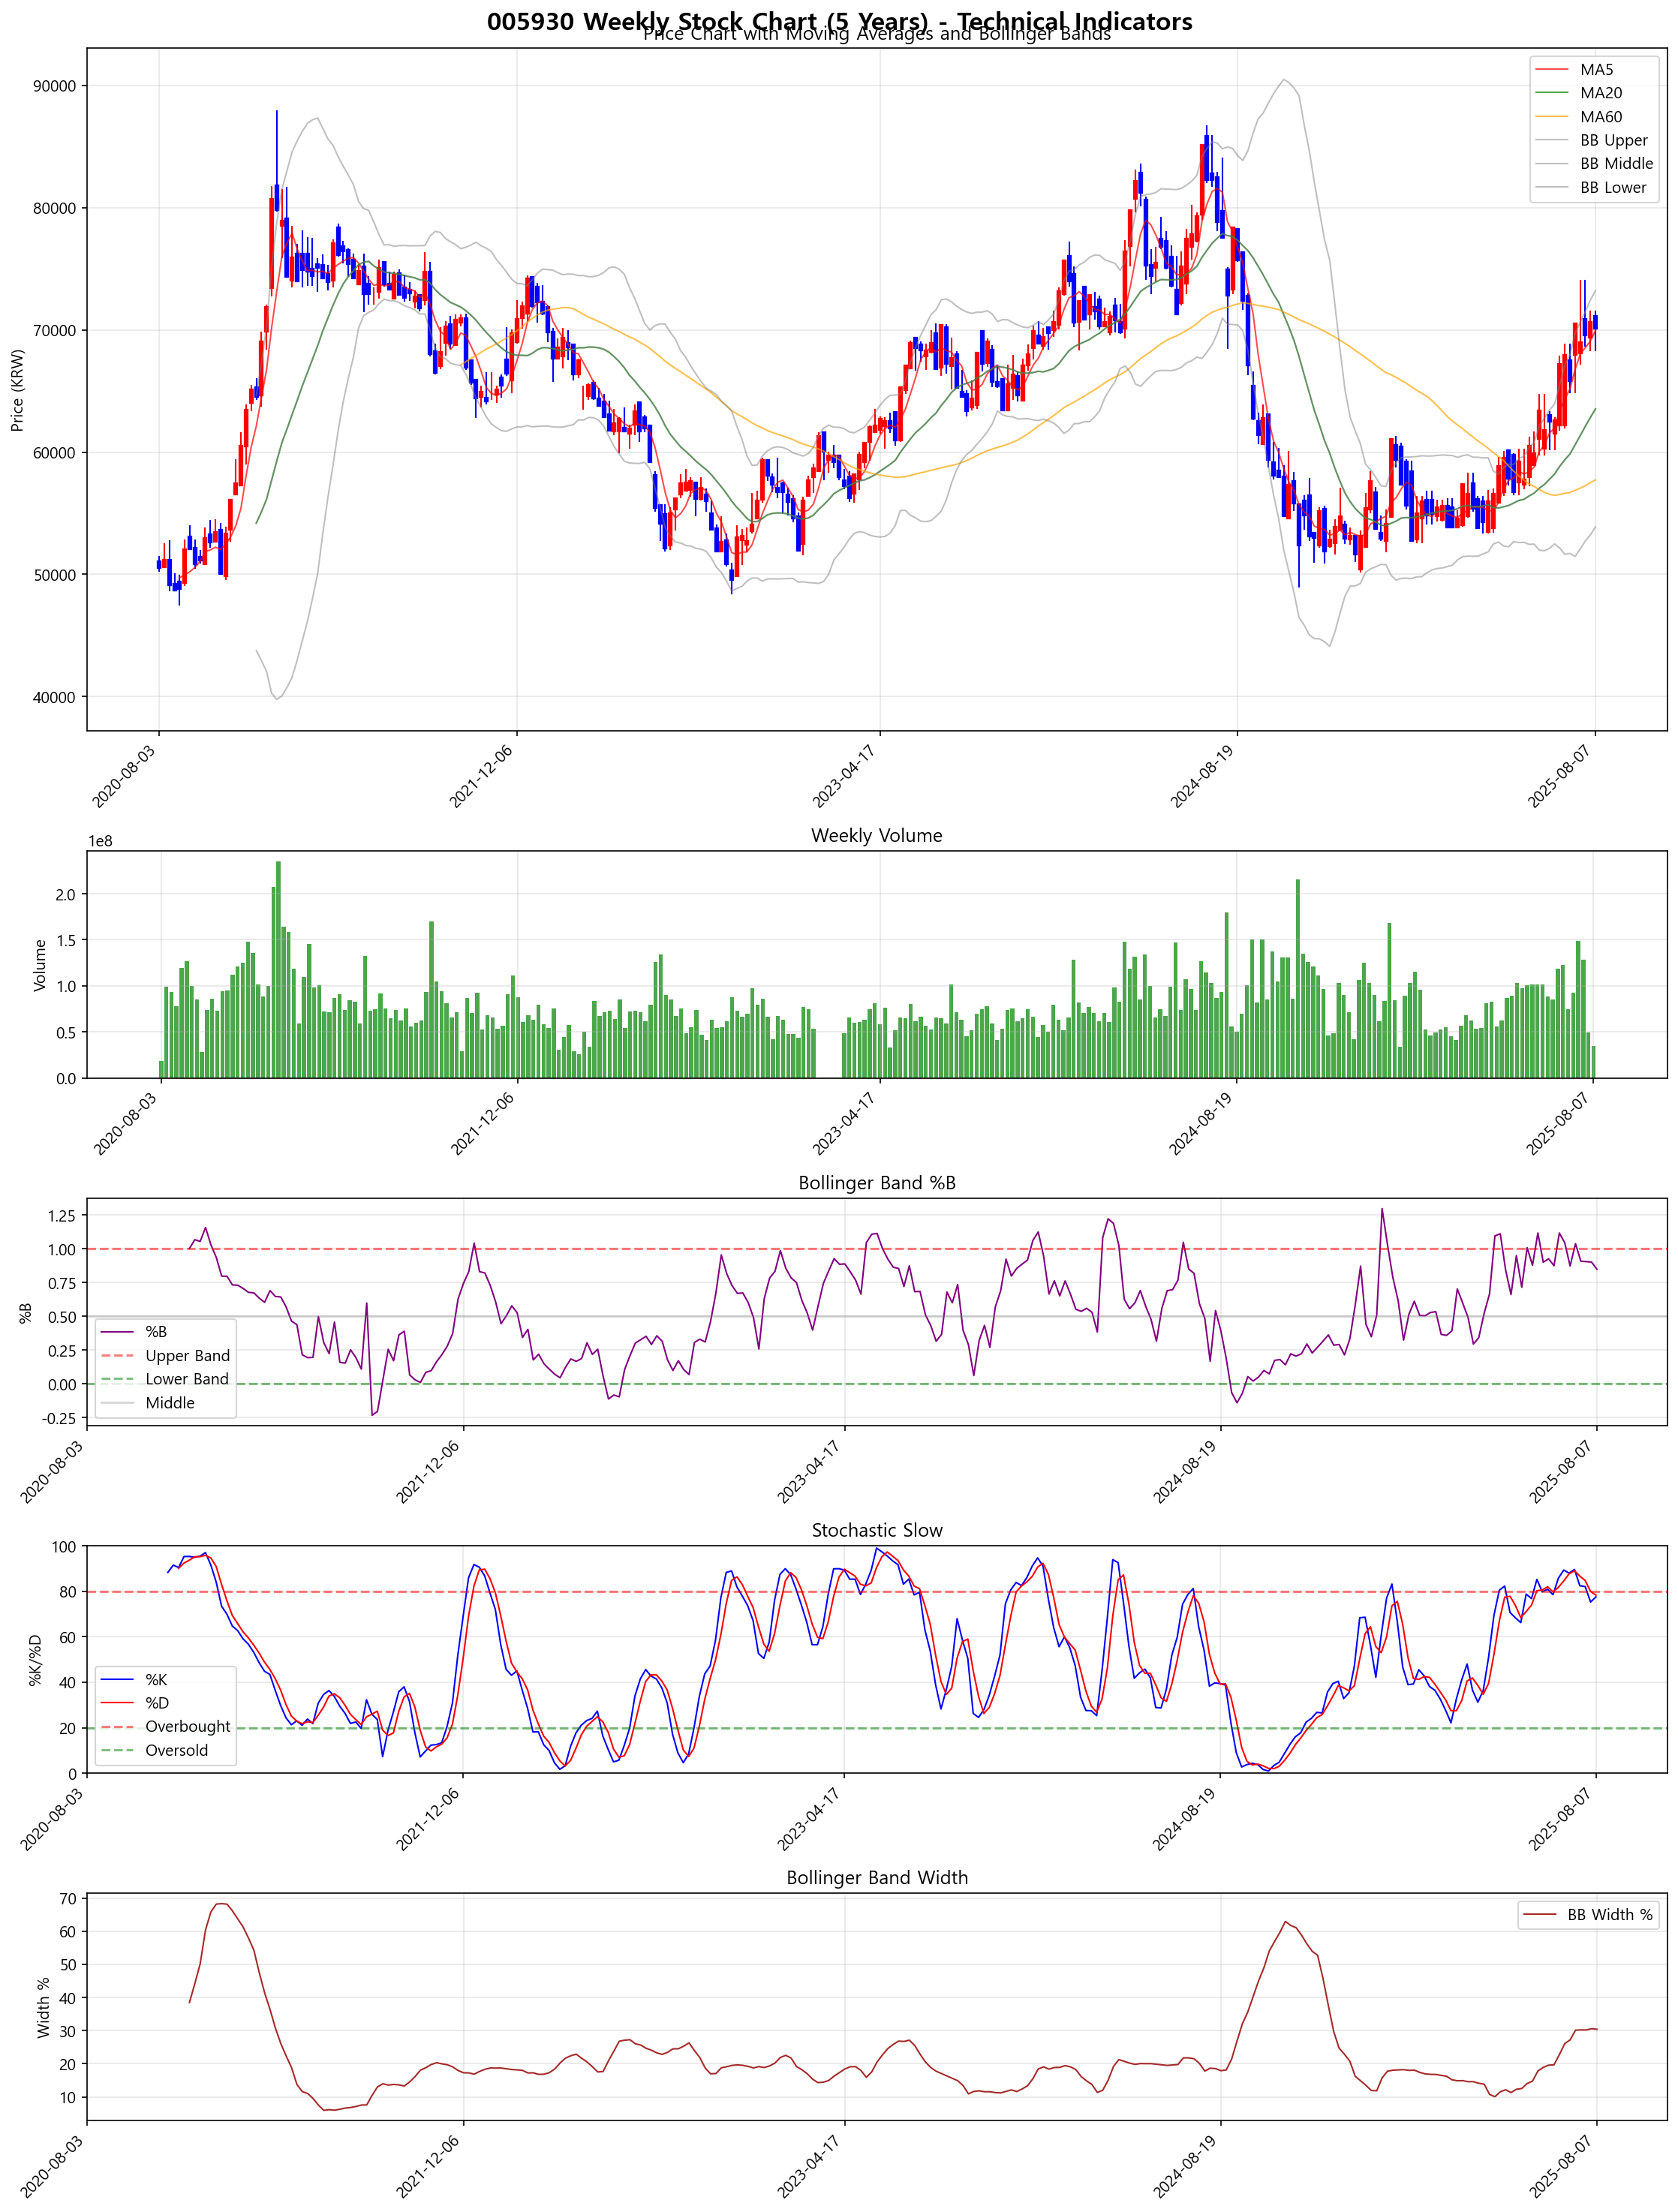 005930 Weekly Stock Chart (5 Years) - Technical Indicators
Price Chart with Moving Averages and Bollinger Bands
MA5
MA20
MA60
BB Upper
BB Middle
BB Lower
Price (KRW)
90000
80000
70000
60000
50000
40000
2020-08-03
2021-12-06
2023-04-17
2024-08-19
2025-08-07
Weekly Volume
1e8
Volume
2.0
1.5
1.0
0.5
0.0
2020-08-03
2021-12-06
2023-04-17
2024-08-19
2025-08-07
Bollinger Band %B
%B
1.25
1.00
0.75
0.50
0.25
0.00
-0.25
%B
Upper Band
Lower Band
Middle
2020-08-03
2021-12-06
2023-04-17
2024-08-19
2025-08-07
Stochastic Slow
%K/%D
100
80
60
40
20
0
%K
%D
Overbought
Oversold
2020-08-03
2021-12-06
2023-04-17
2024-08-19
2025-08-07
Bollinger Band Width
Width %
70
60
50
40
30
20
10
BB Width %
2020-08-03
2021-12-06
2023-04-17
2024-08-19
2025-08-07